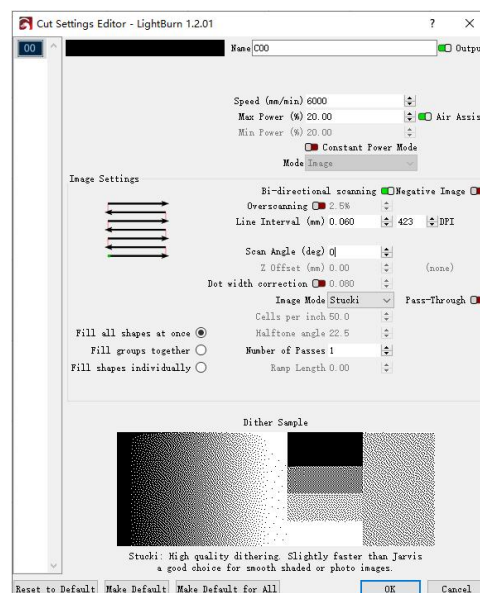 Cut Settings Editor - LightBurn 1.2.01 ? ×
00
Name C00 Outpu
Speed (mm/min) 6000
Max Power (%) 20.00 Air Assis
Min Power (%) 20.00
Constant Power Mode
Mode Image
Image Settings
Bi-directional scanning Negative Image
Overscanning 2.5%
Line Interval (mm) 0.060 423 DPI
Scan Angle (deg) 0
Z Offset (mm) 0.00 (none)
Dot width correction 0.080
Image Mode Stucki Pass-Through
Cells per inch 50.0
Fill all shapes at once Halftone angle 22.5
Fill groups together Number of Passes 1
Fill shapes individually Ramp Length 0.00
Dither Sample
Stucki: High quality dithering. Slightly faster than Jarvis
a good choice for smooth shaded or photo images.
Reset to Default Make Default Make Default for All OK Cancel